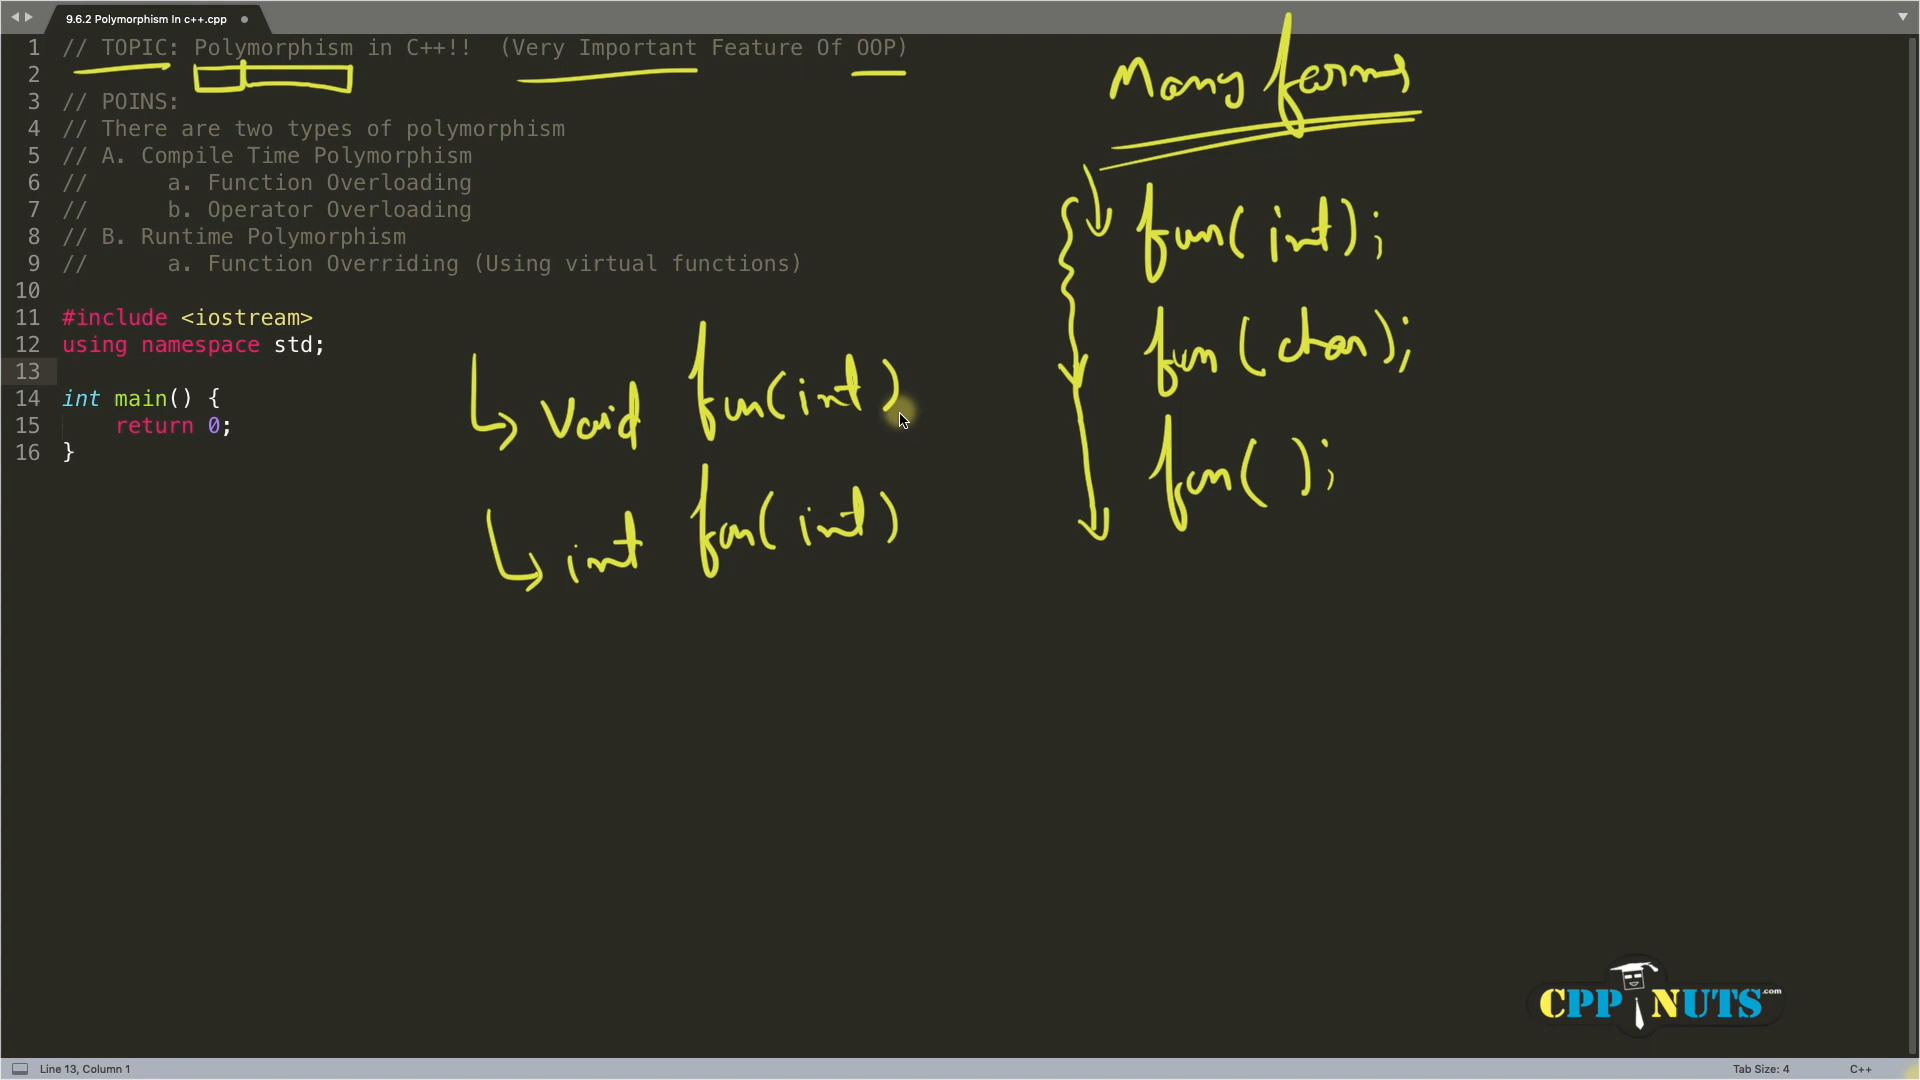 9.6.2 Polymorphism In c++.cpp
1 // TOPIC: Polymorphism in C++!!  (Very Important Feature Of OOP)
2
3 // POINS:
4 // There are two types of polymorphism
5 // A. Compile Time Polymorphism
6 //      a. Function Overloading
7 //      b. Operator Overloading
8 // B. Runtime Polymorphism
9 //      a. Function Overriding (Using virtual functions)
10
11 #include <iostream>
12 using namespace std;
13
14 int main() {
15     return 0;
16 }
void fun(int)
int fun(int)
Many forms
fun(int);
fun(char);
fun( );
CPP NUTS.com
Line 13, Column 1
Tab Size: 4
C++